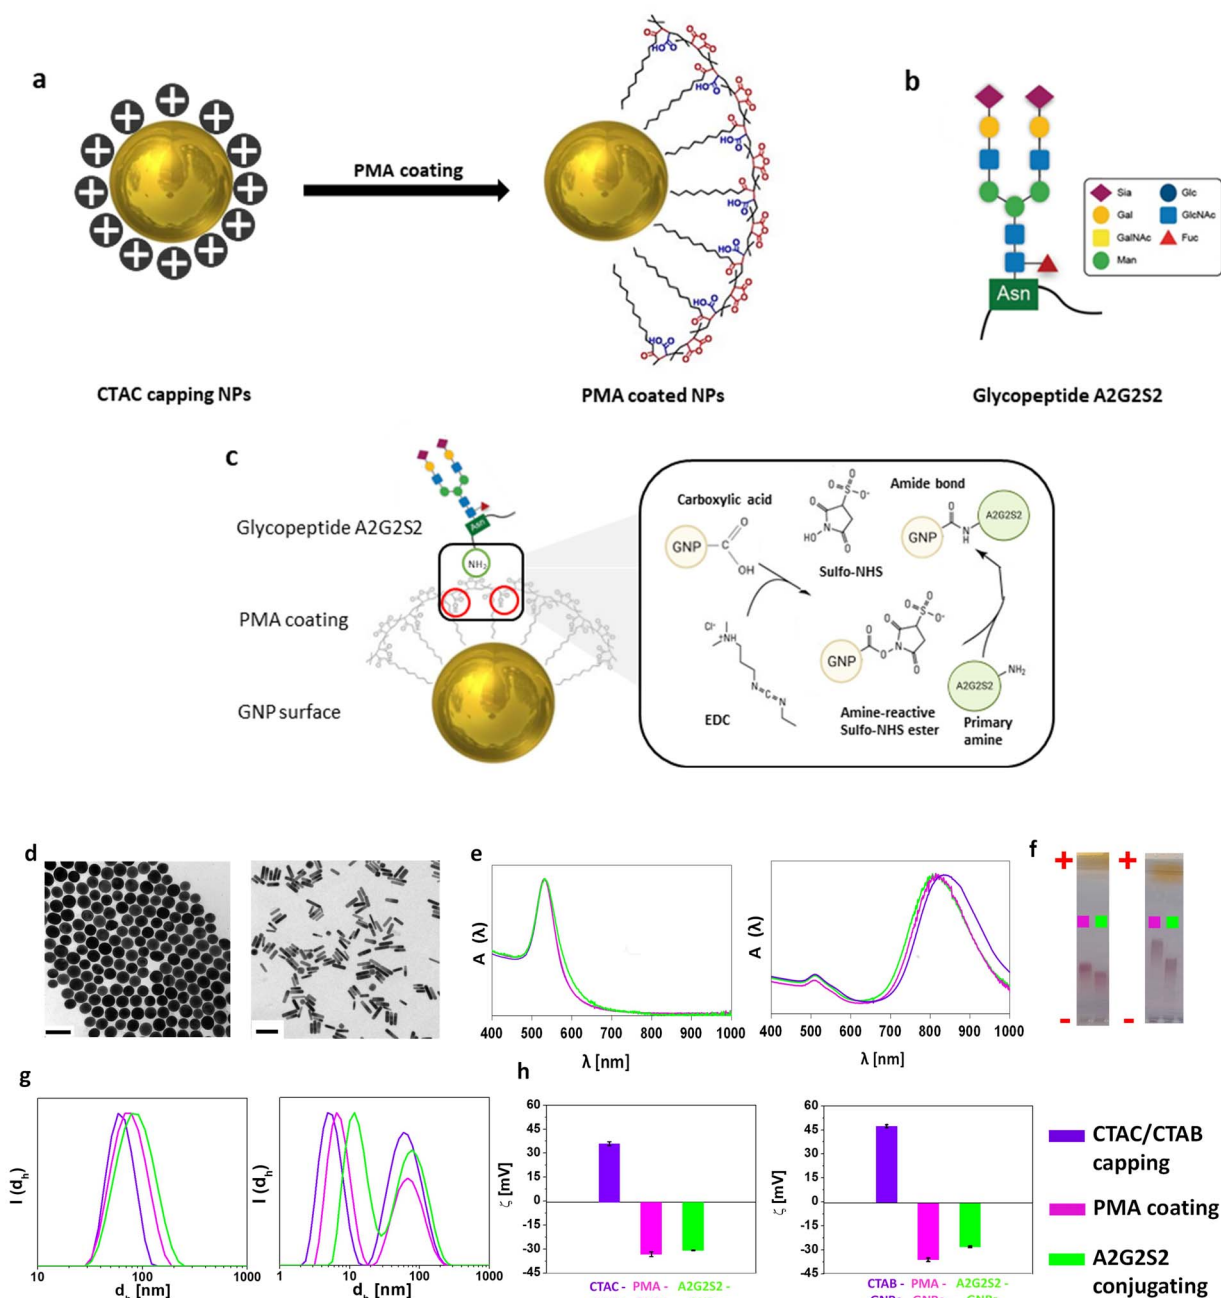 a
PMA coating
CTAC capping NPs
PMA coated NPs
b
Sia
Glc
Gal
GlcNAc
GalNAc
Fuc
Man
Asn
Glycopeptide A2G2S2
c
Glycopeptide A2G2S2
PMA coating
GNP surface
Asn
NH2
Carboxylic acid
GNP
C
O
OH
Sulfo-NHS
Amide bond
GNP
A2G2S2
EDC
GNP
Amine-reactive
Sulfo-NHS ester
A2G2S2
NH2
Primary
amine
d
e
A (λ)
400 500 600 700 800 900 1000
λ [nm]
A (λ)
400 500 600 700 800 900 1000
λ [nm]
f
+ +
- -
g
I (dh)
10 100 1000
dh [nm]
I (dh)
1 10 100 1000
dh [nm]
h
ζ [mV]
60
45
30
15
0
-15
-30
-45
CTAC - PMA - A2G2S2 -
ζ [mV]
60
45
30
15
0
-15
-30
-45
CTAB - PMA - A2G2S2 -
CTAC/CTAB
capping
PMA coating
A2G2S2
conjugating